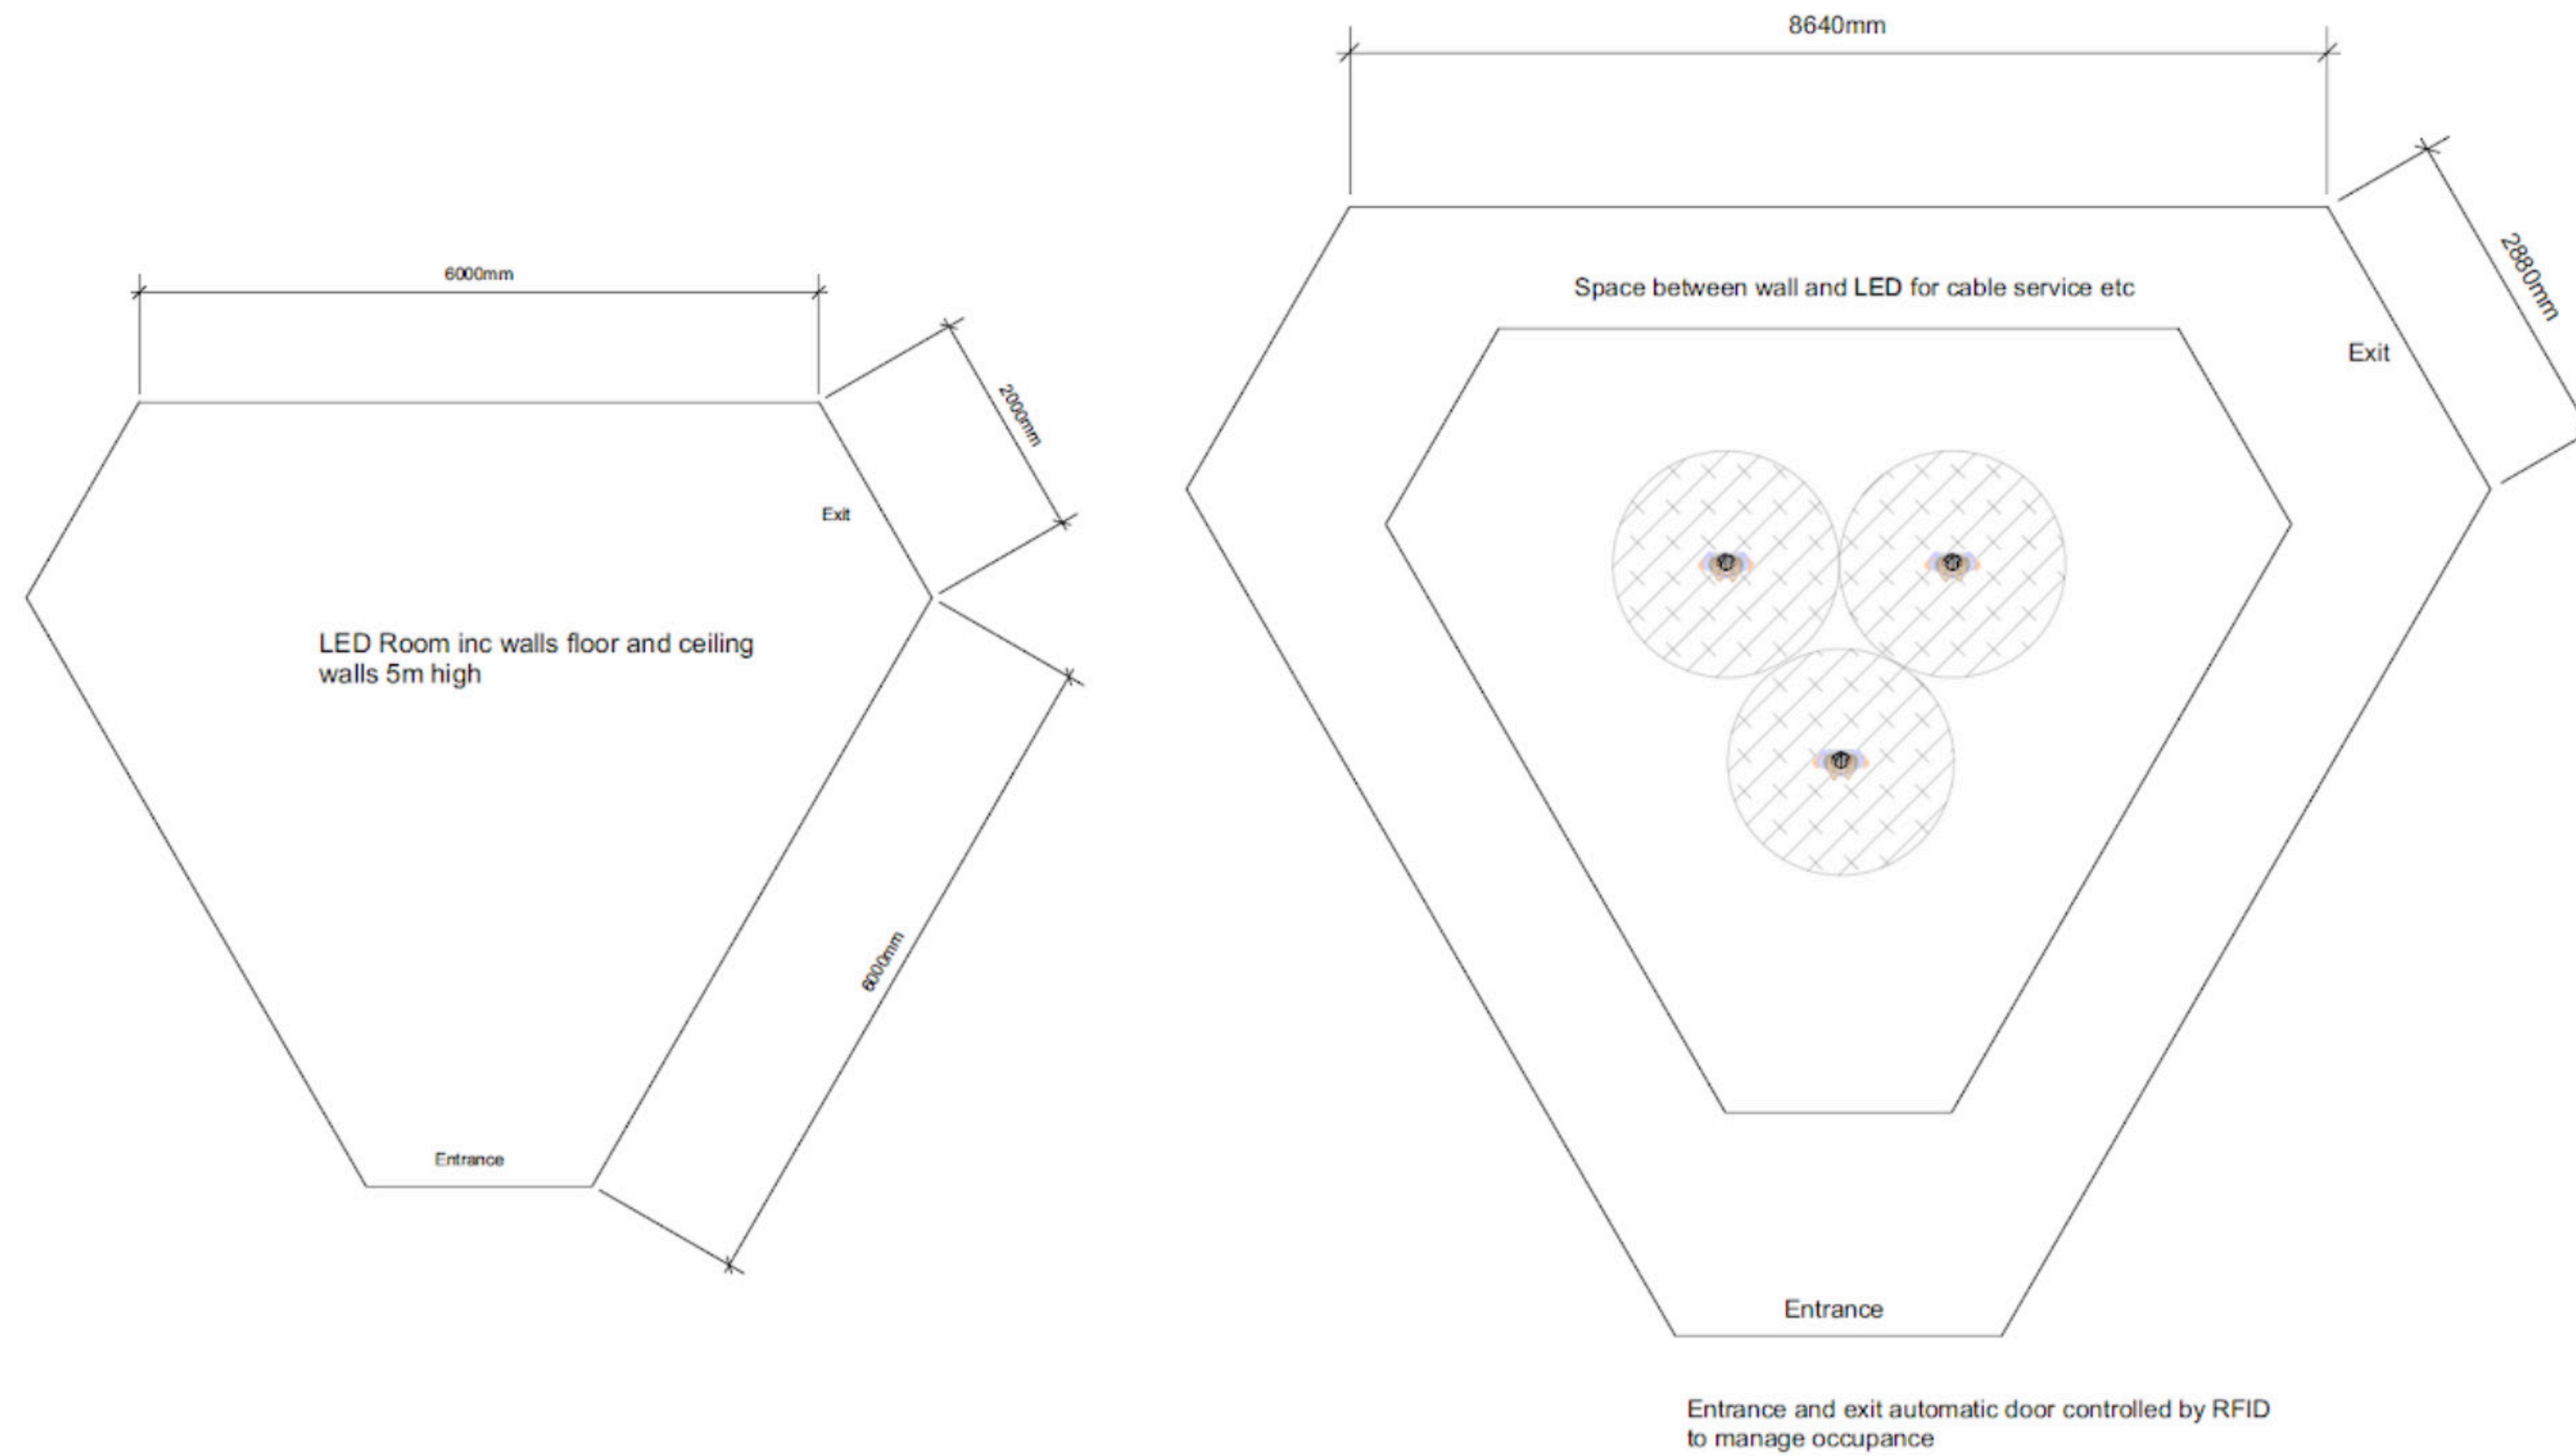 8640mm
2880mm
6000mm
2000mm
Space between wall and LED for cable service etc
Exit
Exit
LED Room inc walls floor and ceiling
walls 5m high
6000mm
Entrance
Entrance
Entrance and exit automatic door controlled by RFID
to manage occupance